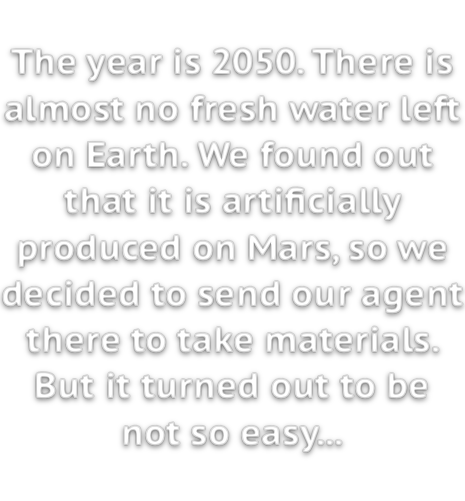 The year is 2050. There is
almost no fresh water left
on Earth. We found out
that it is artificially
produced on Mars, so we
decided to send our agent
there to take materials.
But it turned out to be
not so easy...